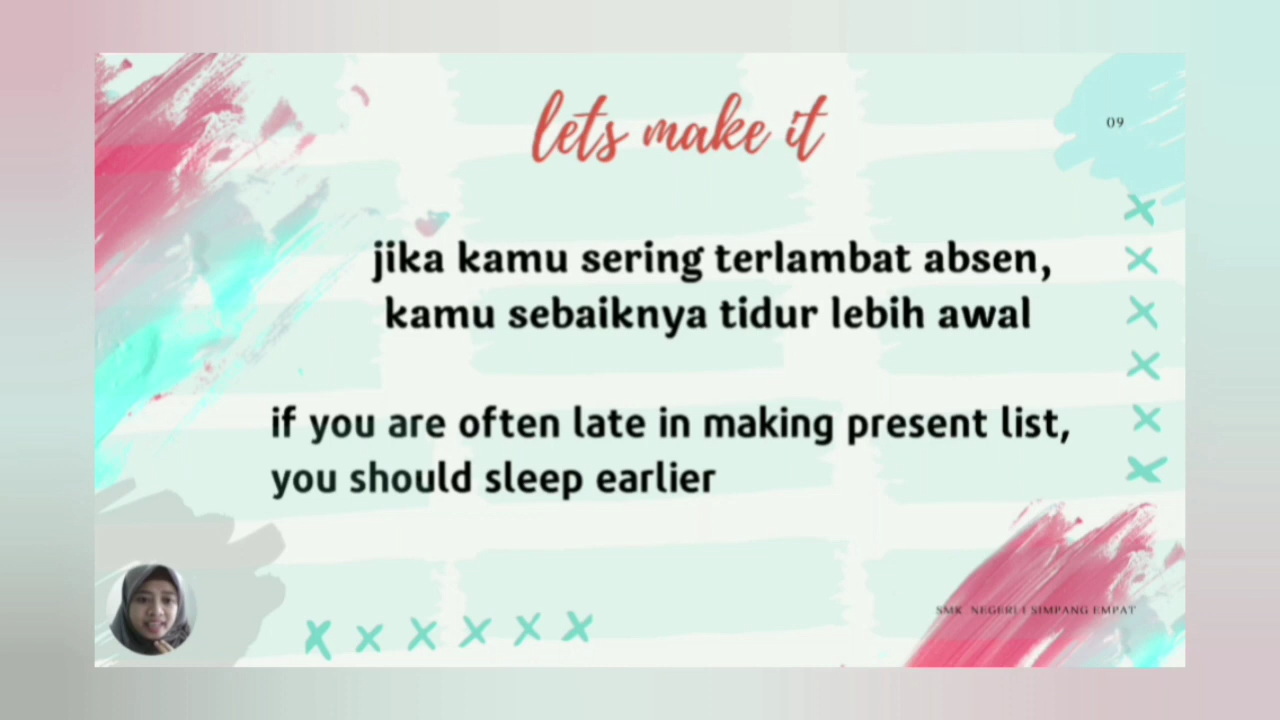 lets make it
09
jika kamu sering terlambat absen,
kamu sebaiknya tidur lebih awal
if you are often late in making present list,
you should sleep earlier
SMK NEGERI 1 SIMPANG EMPAT